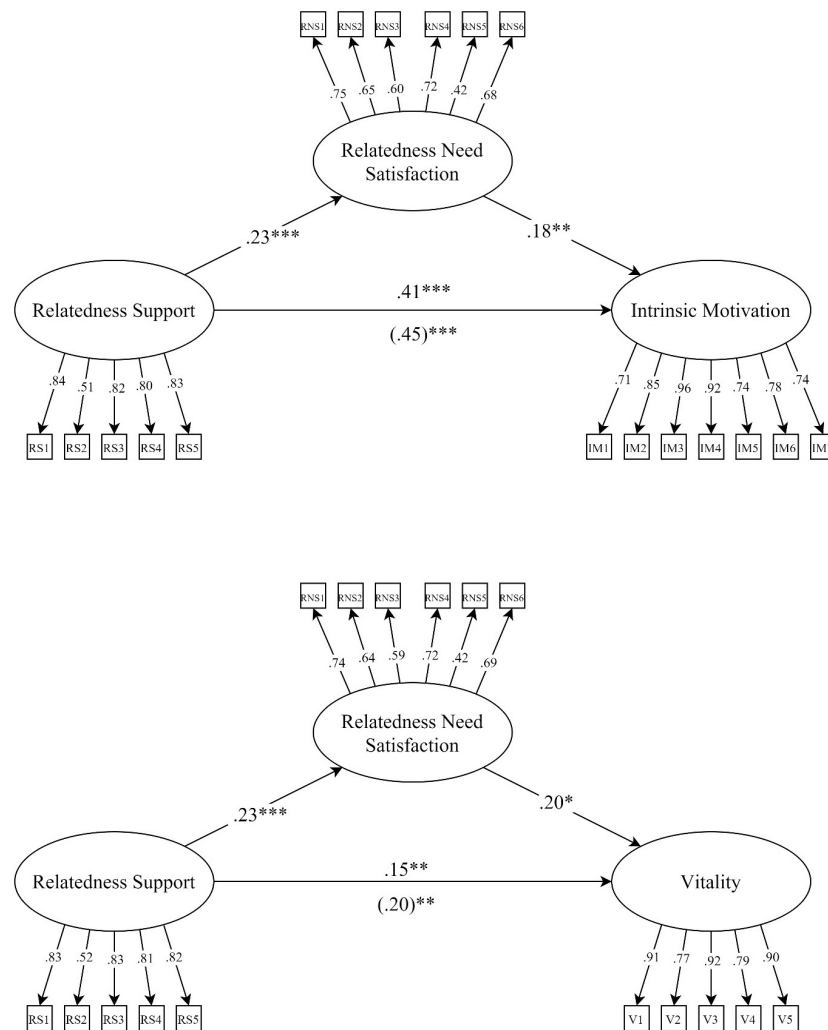 RNS1 RNS2 RNS3 RNS4 RNS5 RNS6
.75 .65 .60 .72 .42 .68
Relatedness Need
Satisfaction
.23*** .18**
Relatedness Support
.41***
(.45)***
Intrinsic Motivation
.84 .51 .82 .80 .83
.71 .85 .96 .92 .74 .78 .74
RS1 RS2 RS3 RS4 RS5
IM1 IM2 IM3 IM4 IM5 IM6 IM
RNS1 RNS2 RNS3 RNS4 RNS5 RNS6
.74 .64 .59 .72 .42 .69
Relatedness Need
Satisfaction
.23*** .20*
Relatedness Support
.15**
(.20)**
Vitality
.83 .52 .83 .81 .82
.91 .77 .92 .79 .90
RS1 RS2 RS3 RS4 RS5
V1 V2 V3 V4 V5